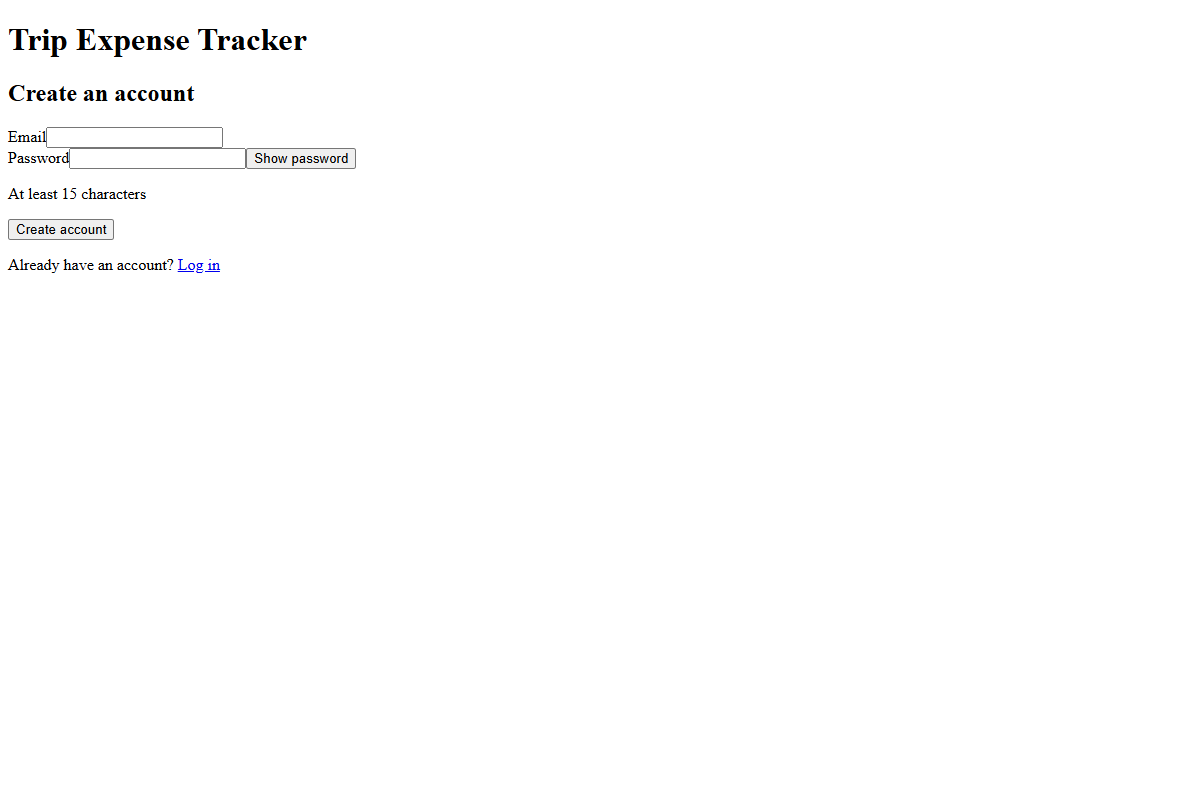 Trip Expense Tracker
Create an account
Email
Password Show password
At least 15 characters
Create account
Already have an account? Log in